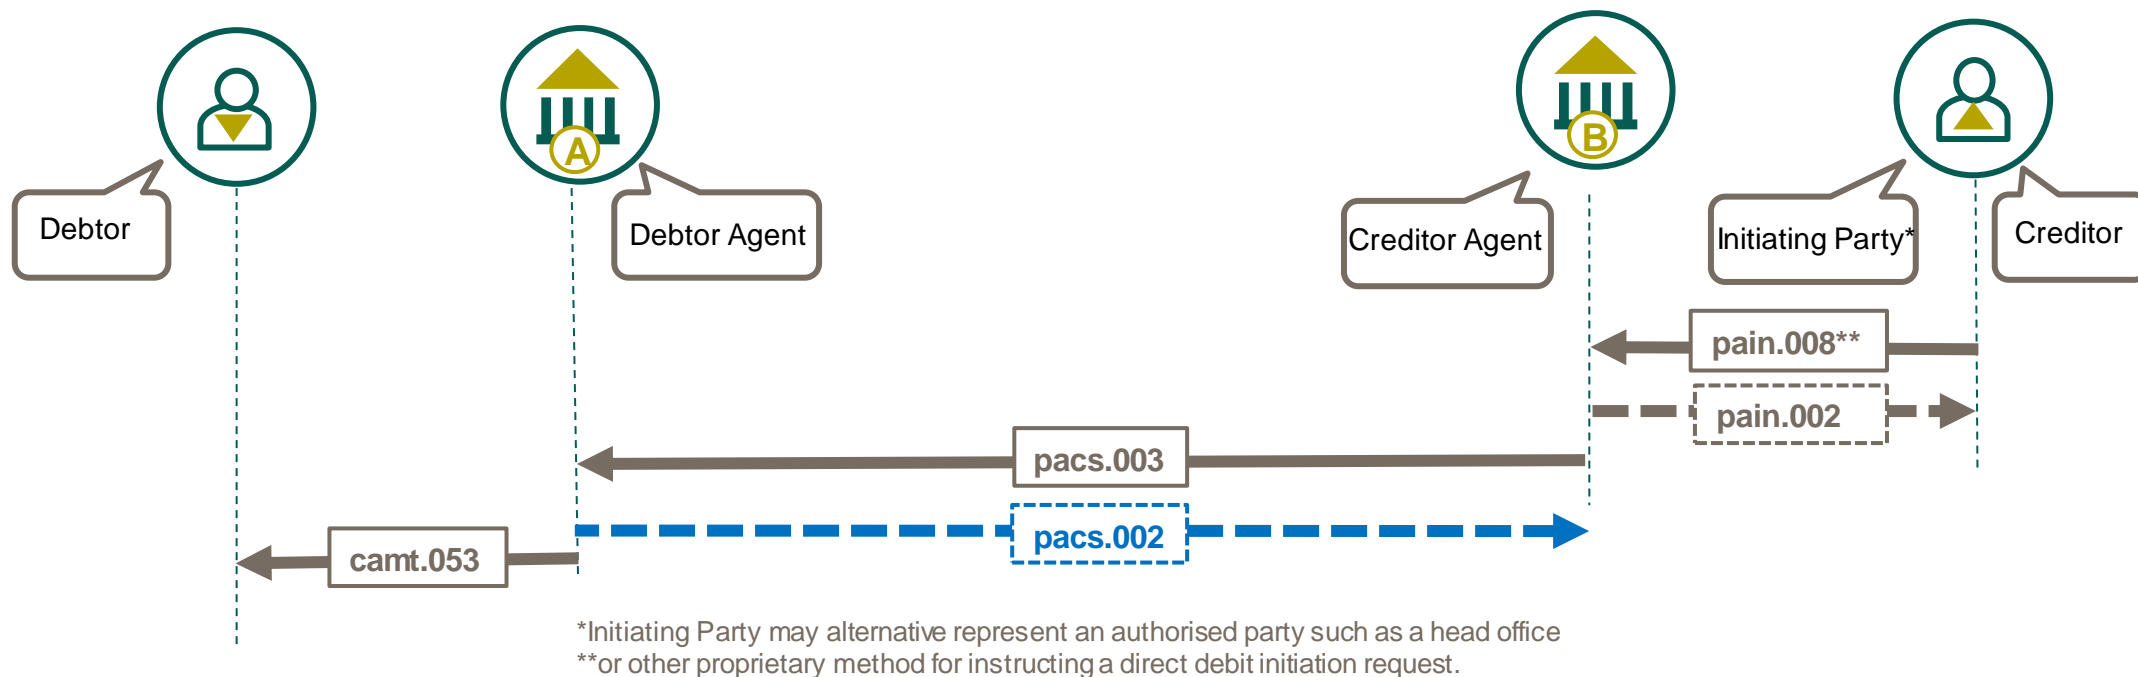 A
B
Debtor
Debtor Agent
Creditor Agent
Initiating Party*
Creditor
pain.008**
pain.002
pacs.003
pacs.002
camt.053
*Initiating Party may alternative represent an authorised party such as a head office
**or other proprietary method for instructing a direct debit initiation request.